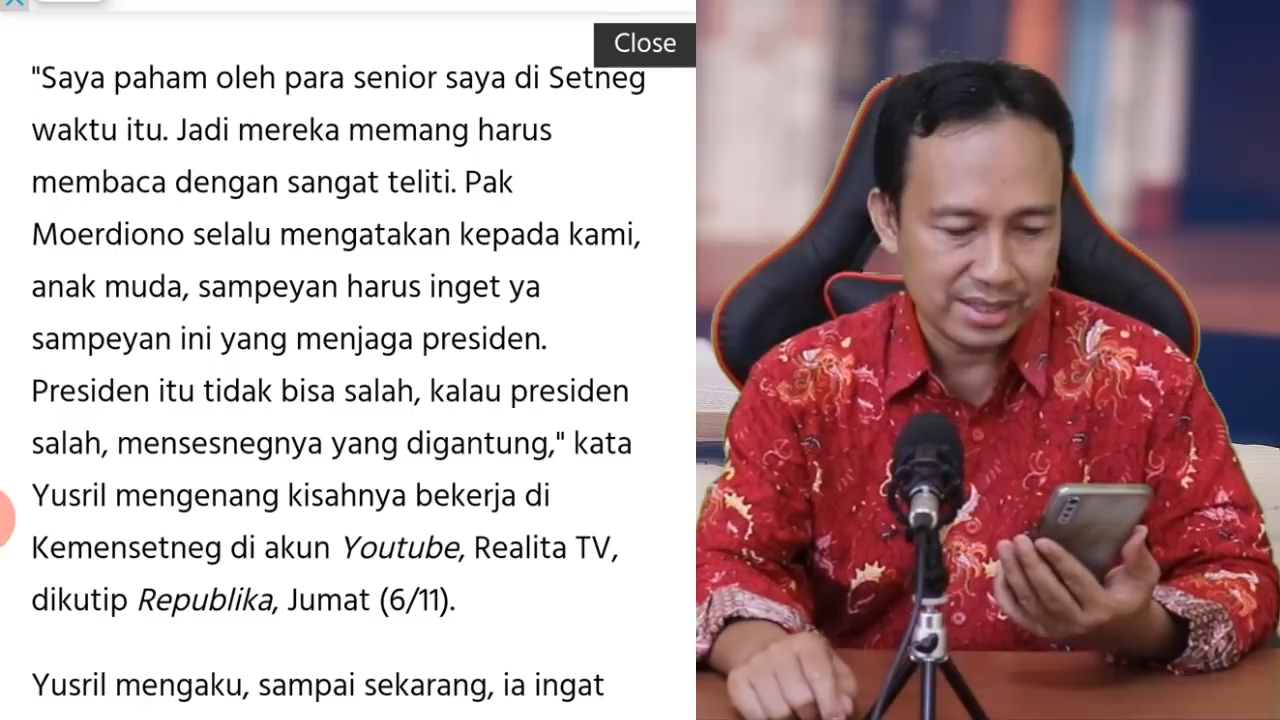 Close
"Saya paham oleh para senior saya di Setneg
waktu itu. Jadi mereka memang harus
membaca dengan sangat teliti. Pak
Moerdiono selalu mengatakan kepada kami,
anak muda, sampeyan harus inget ya
sampeyan ini yang menjaga presiden.
Presiden itu tidak bisa salah, kalau presiden
salah, mensesnegnya yang digantung," kata
Yusril mengenang kisahnya bekerja di
Kemensetneg di akun Youtube, Realita TV,
dikutip Republika, Jumat (6/11).
Yusril mengaku, sampai sekarang, ia ingat